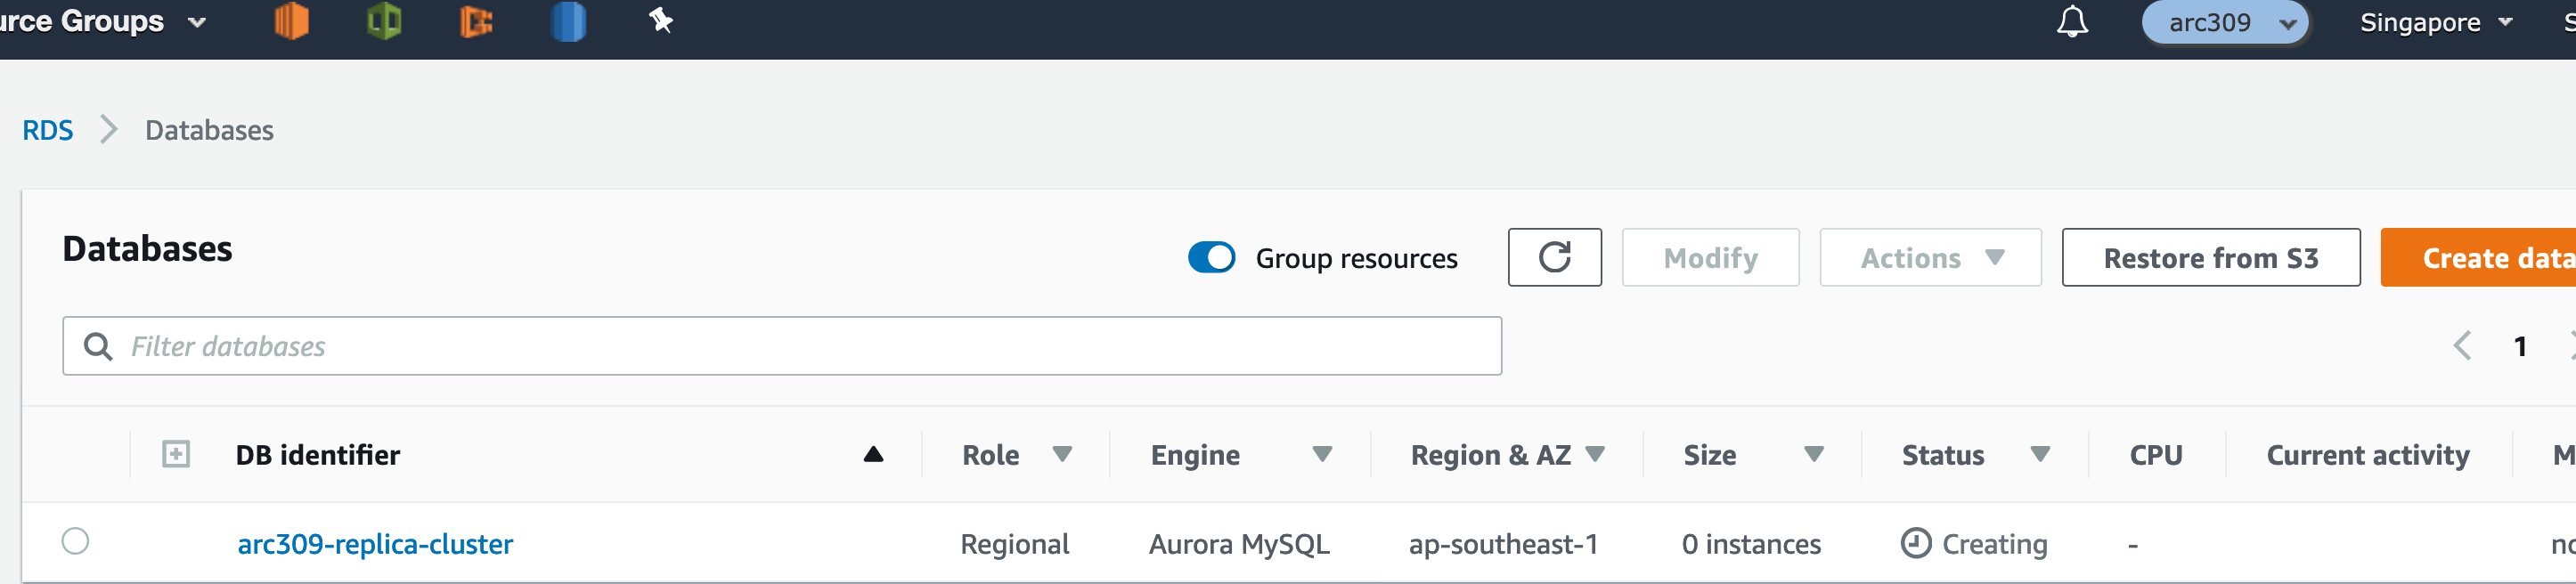 urce Groups arc309 Singapore S
RDS Databases
Databases Group resources Modify Actions Restore from S3 Create data
Filter databases 1
DB identifier Role Engine Region & AZ Size Status CPU Current activity M
arc309-replica-cluster Regional Aurora MySQL ap-southeast-1 0 instances Creating - no